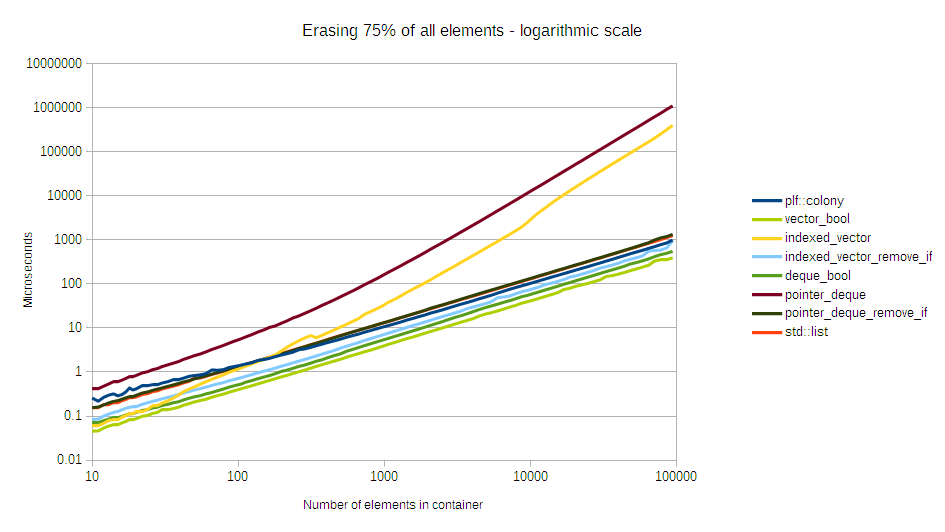 Erasing 75% of all elements - logarithmic scale
10000000
1000000
100000
10000
1000
100
10
1
0.1
0.01
Microseconds
10 100 1000 10000 100000
Number of elements in container
plf::colony
vector_bool
indexed_vector
indexed_vector_remove_if
deque_bool
pointer_deque
pointer_deque_remove_if
std::list